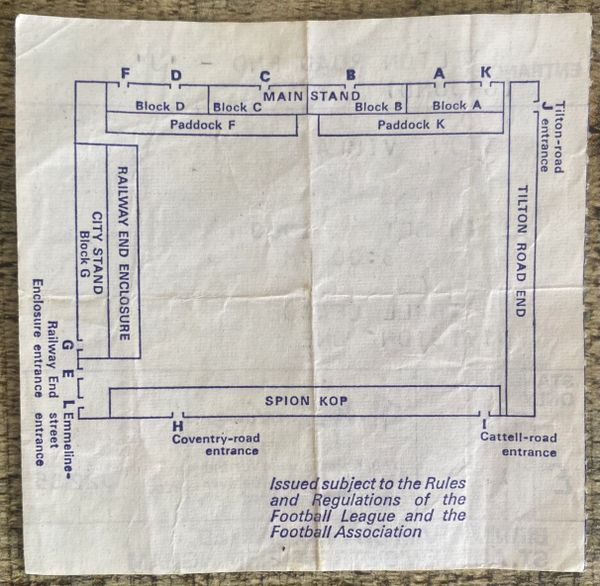 F D C B A K
MAIN STAND
Block D Block C Block B Block A
Paddock F Paddock K
J
Tilton-road
entrance
TILTON ROAD END
RAILWAY END ENCLOSURE
CITY STAND
Block G
G E L
Emmeline-
street
entrance
Railway End
Enclosure entrance
SPION KOP
H
Coventry-road
entrance
I
Cattell-road
entrance
Issued subject to the Rules
and Regulations of the
Football League and the
Football Association